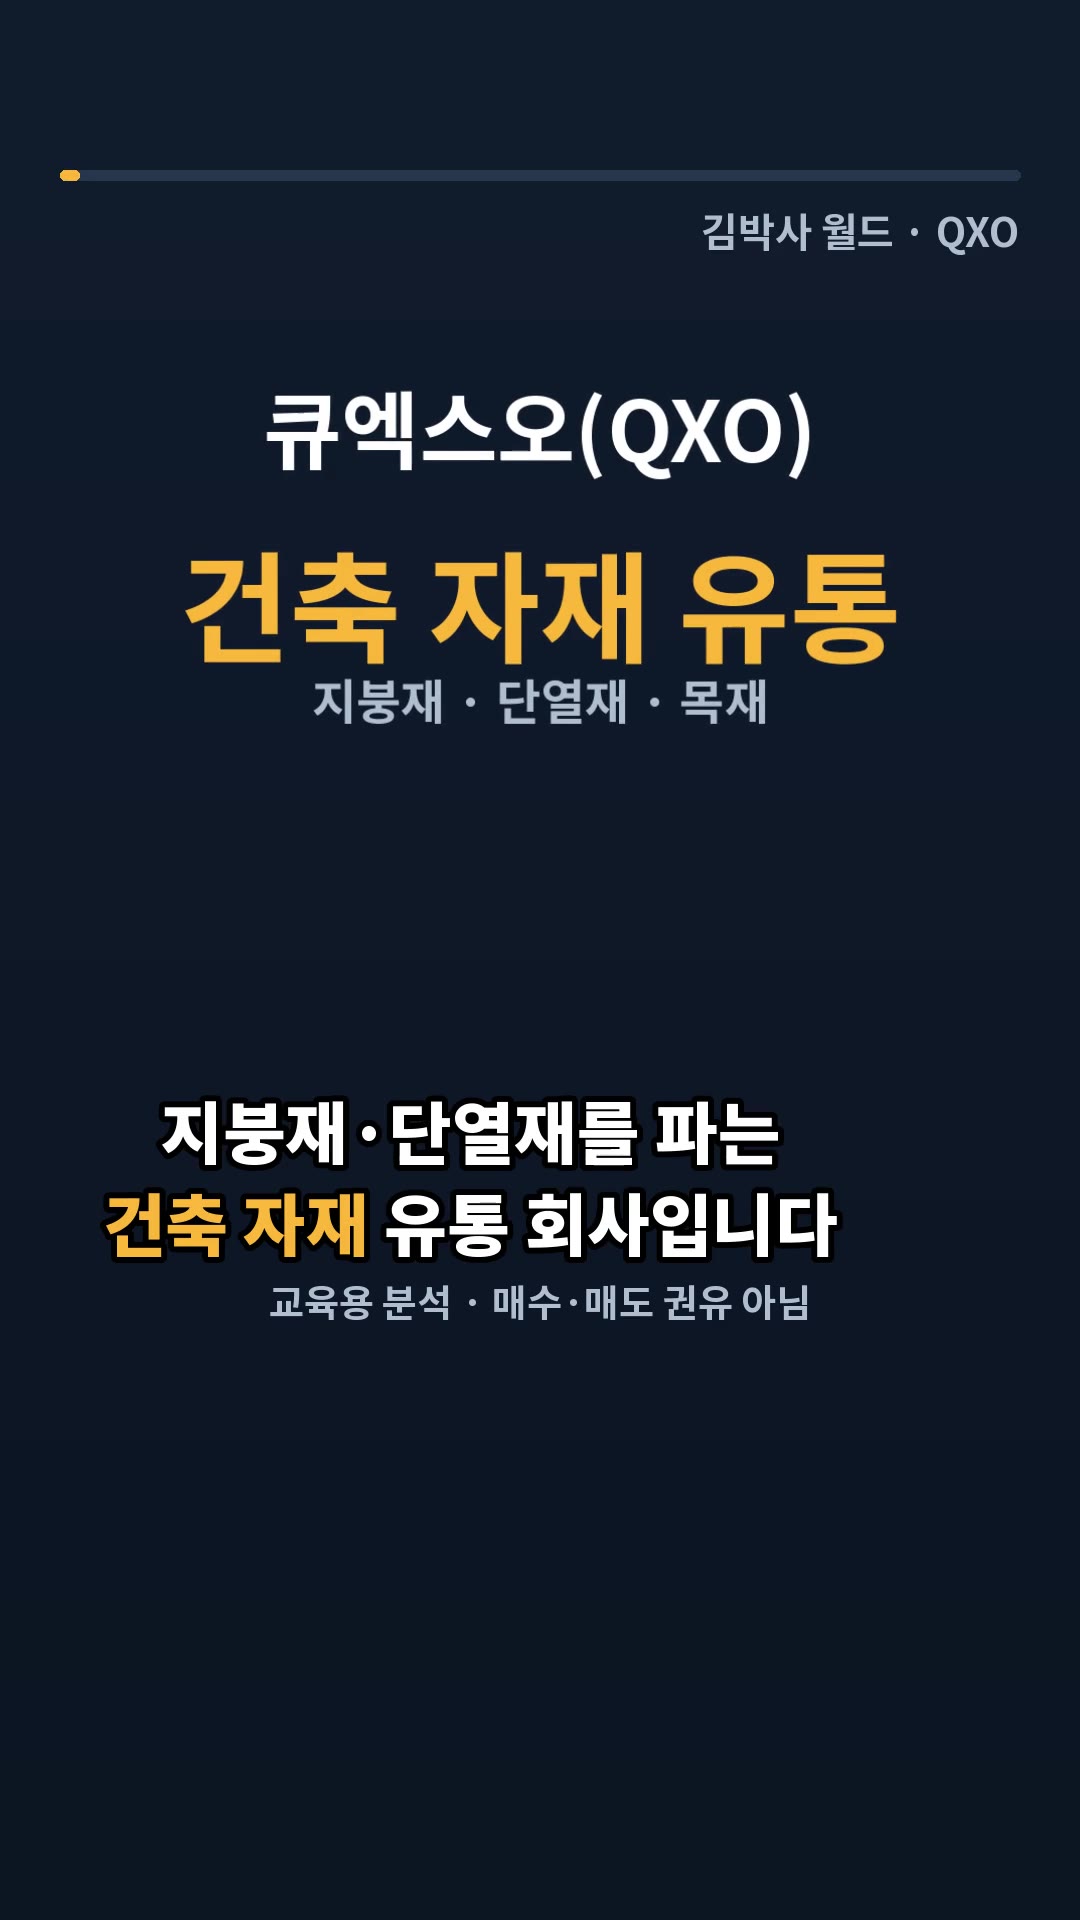 김박사 월드 · QXO
큐엑스오(QXO)
건축 자재 유통
지붕재 · 단열재 · 목재
지붕재·단열재를 파는
건축 자재 유통 회사입니다
교육용 분석 · 매수·매도 권유 아님